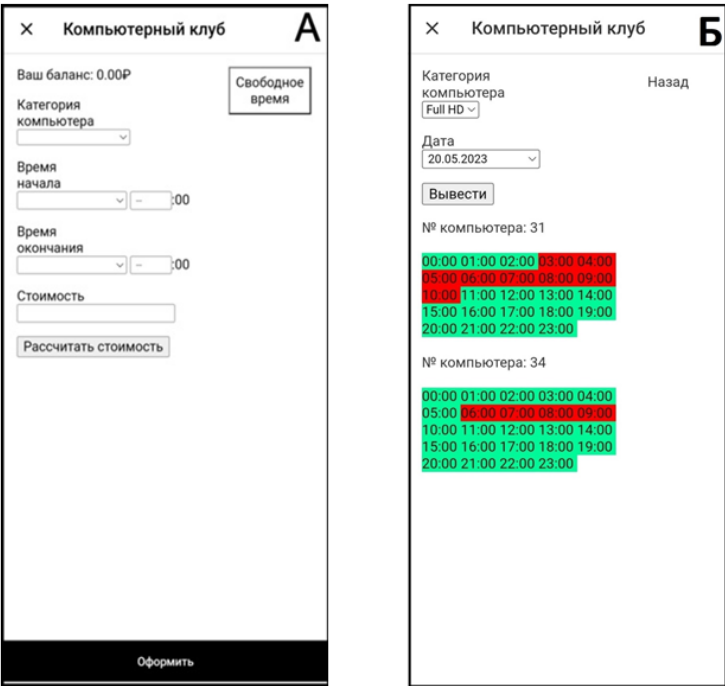 × Компьютерный клуб А
Ваш баланс: 0.00₽
Свободное
время
Категория
компьютера
Время
начала
– :00
Время
окончания
– :00
Стоимость
Рассчитать стоимость
Оформить
× Компьютерный клуб Б
Категория
компьютера
Назад
Full HD
Дата
20.05.2023
Вывести
№ компьютера: 31
00:00 01:00 02:00 03:00 04:00
05:00 06:00 07:00 08:00 09:00
10:00 11:00 12:00 13:00 14:00
15:00 16:00 17:00 18:00 19:00
20:00 21:00 22:00 23:00
№ компьютера: 34
00:00 01:00 02:00 03:00 04:00
05:00 06:00 07:00 08:00 09:00
10:00 11:00 12:00 13:00 14:00
15:00 16:00 17:00 18:00 19:00
20:00 21:00 22:00 23:00